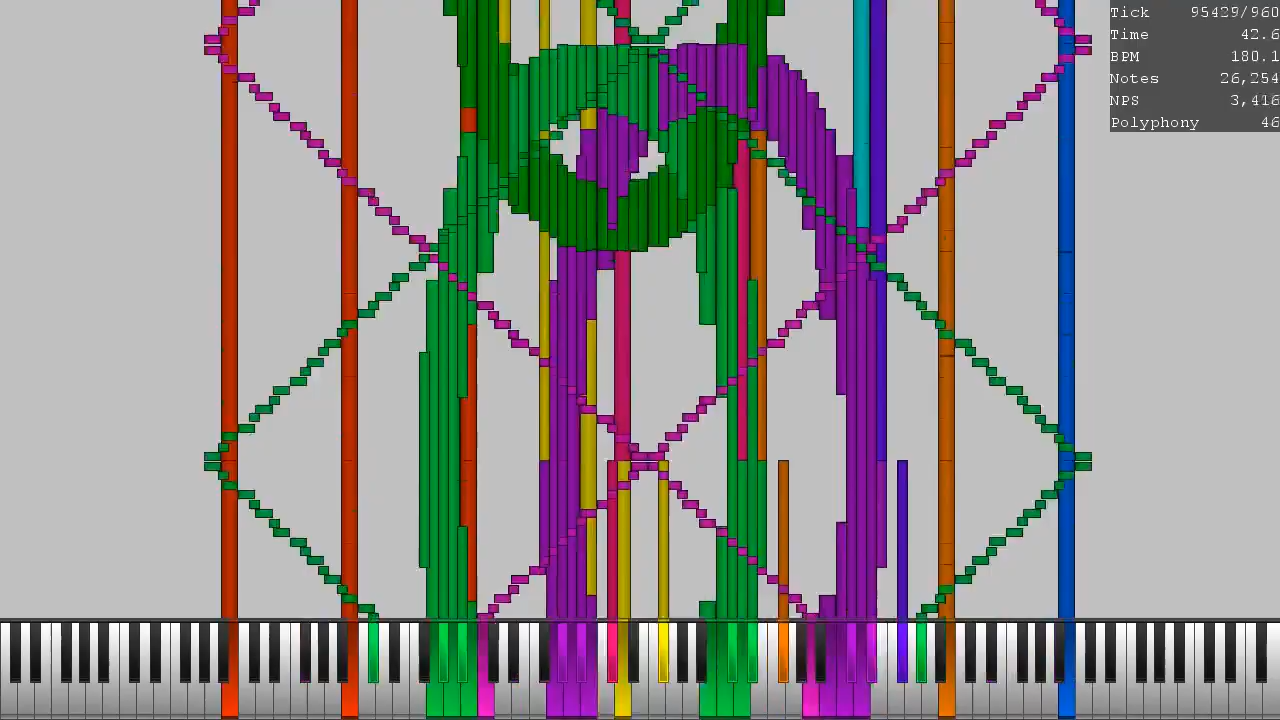 Tick 95429/960
Time 42.6
BPM 180.1
Notes 26,254
NPS 3,416
Polyphony 46